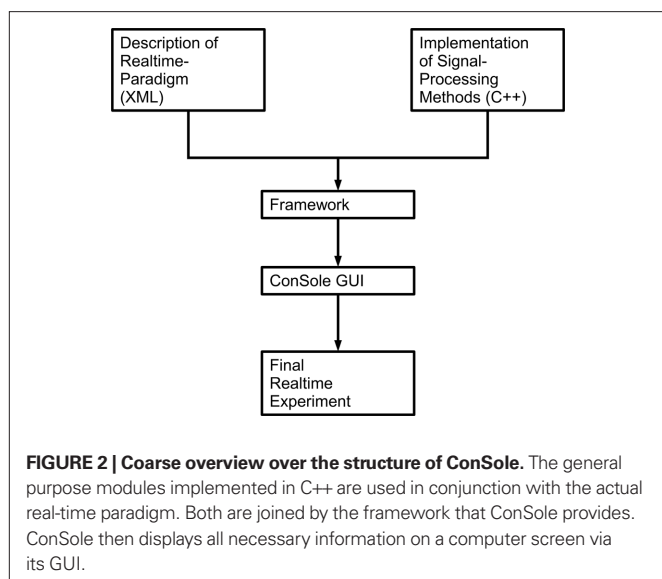 Description of
Realtime-
Paradigm
(XML)
Implementation
of Signal-
Processing
Methods (C++)
Framework
ConSole GUI
Final
Realtime
Experiment
FIGURE 2 | Coarse overview over the structure of ConSole. The general
purpose modules implemented in C++ are used in conjunction with the actual
real-time paradigm. Both are joined by the framework that ConSole provides.
ConSole then displays all necessary information on a computer screen via
its GUI.